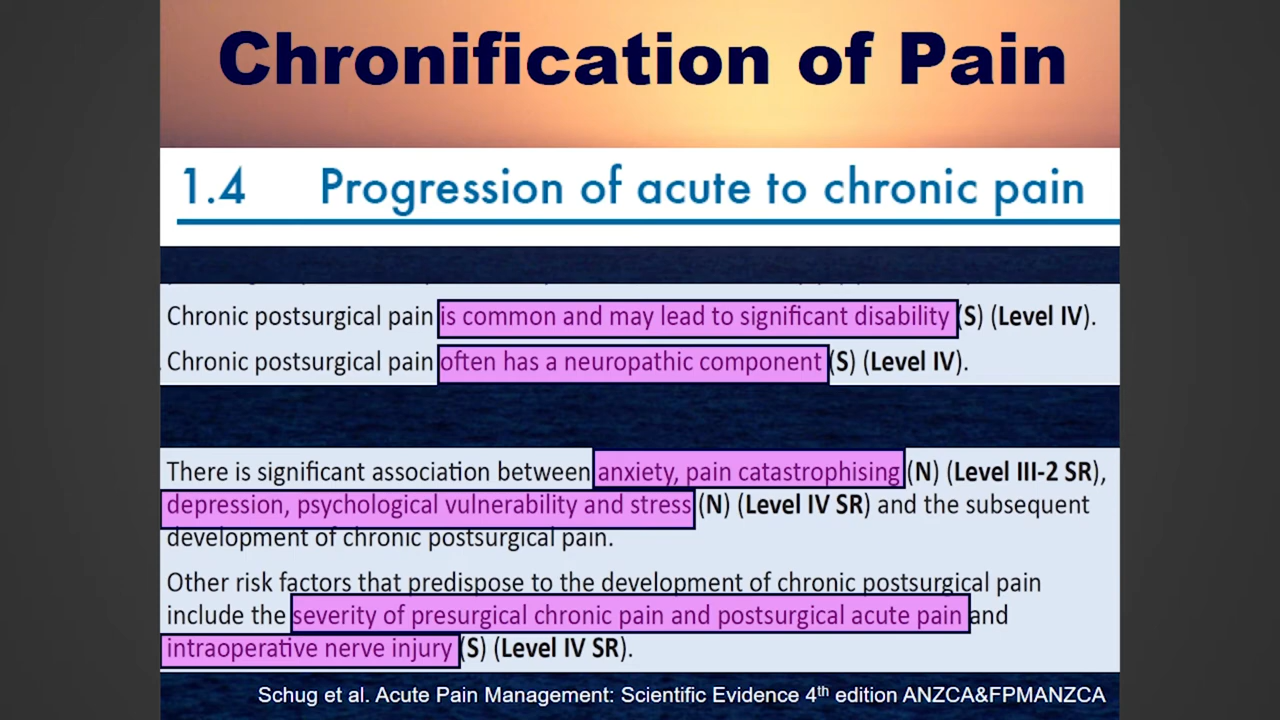 Chronification of Pain
1.4 Progression of acute to chronic pain
Chronic postsurgical pain is common and may lead to significant disability (S) (Level IV).
Chronic postsurgical pain often has a neuropathic component (S) (Level IV).
There is significant association between anxiety, pain catastrophising (N) (Level III-2 SR),
depression, psychological vulnerability and stress (N) (Level IV SR) and the subsequent
development of chronic postsurgical pain.
Other risk factors that predispose to the development of chronic postsurgical pain
include the severity of presurgical chronic pain and postsurgical acute pain and
intraoperative nerve injury (S) (Level IV SR).
Schug et al. Acute Pain Management: Scientific Evidence 4th edition ANZCA&FPMANZCA